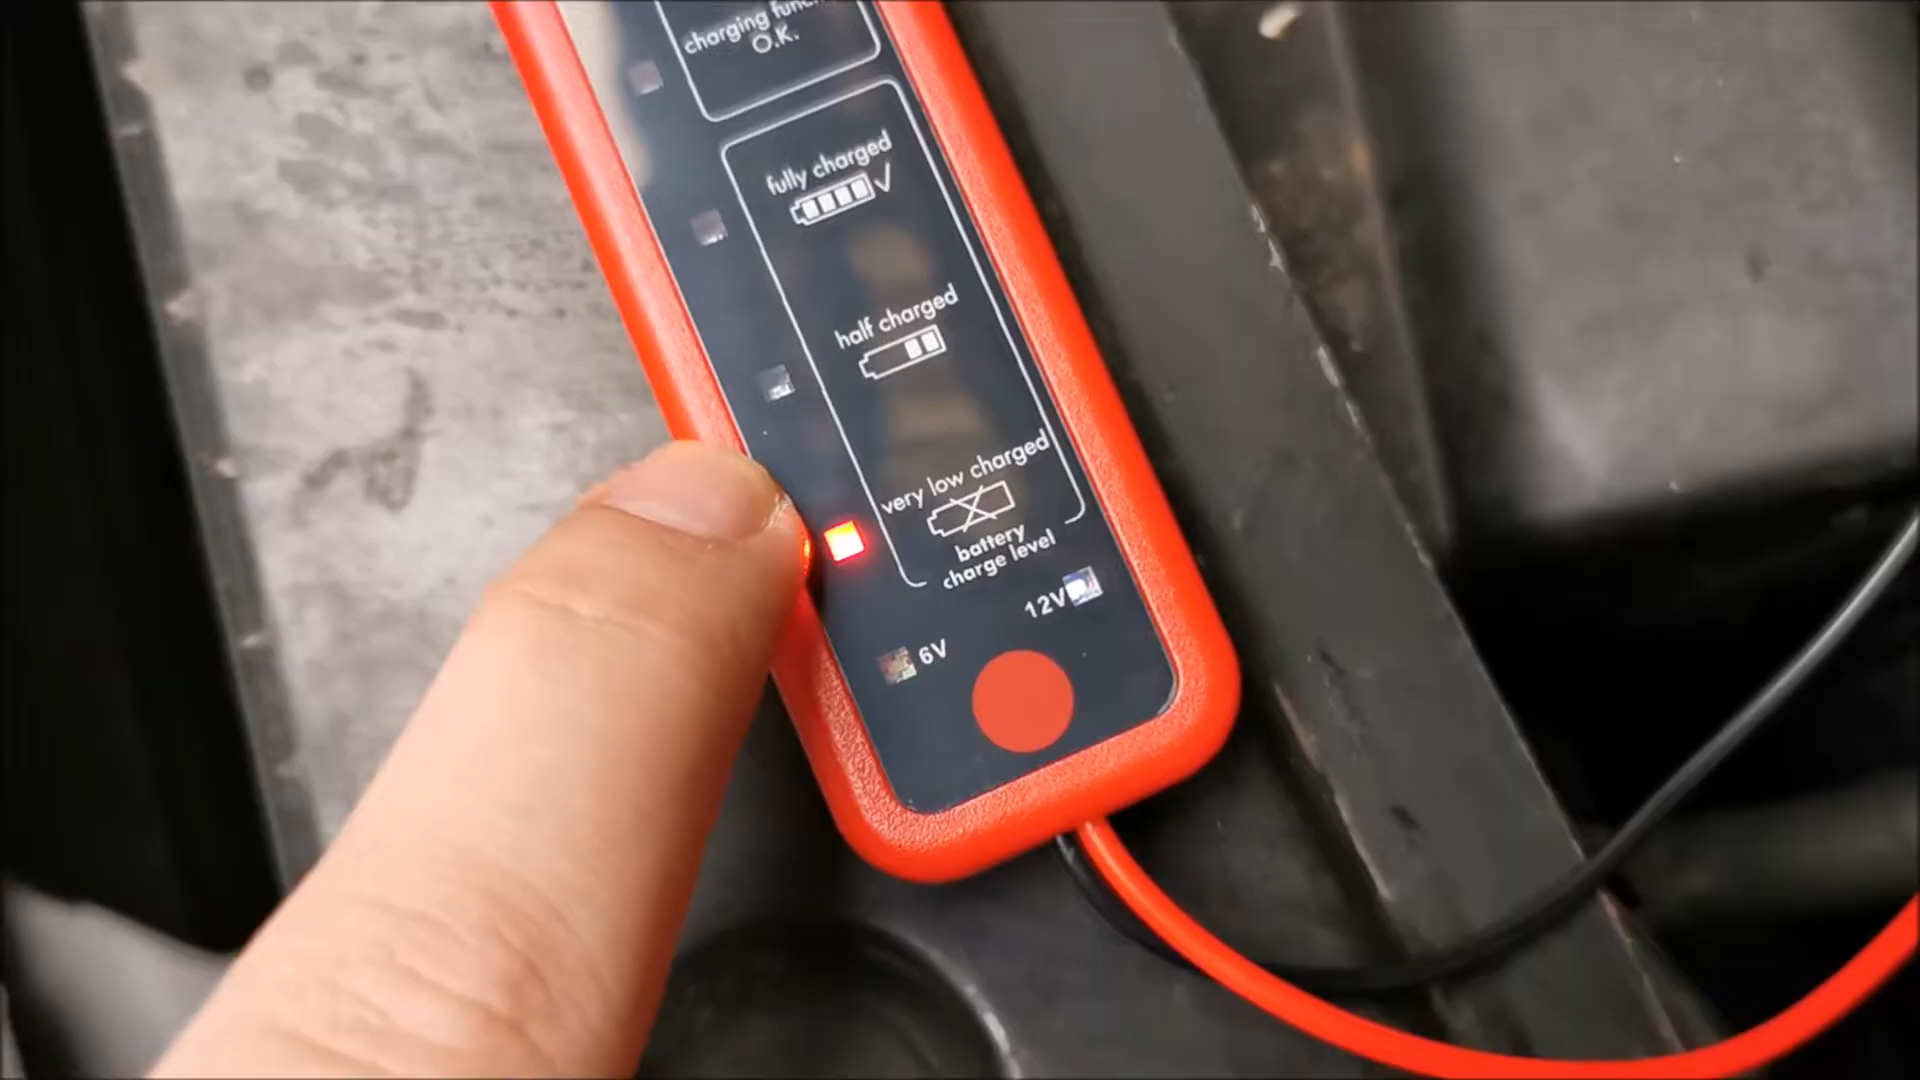 charging
O.K.
fully charged
half charged
very low charged
battery
charge level
12V
6V